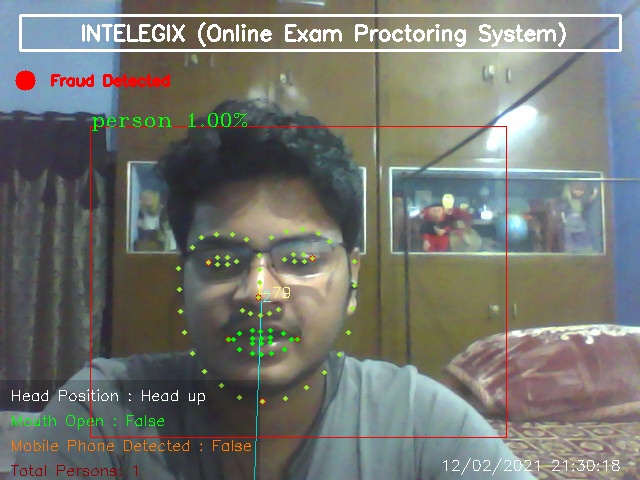 INTELEGIX (Online Exam Proctoring System)
Fraud Detected
person 1.00%
79
Head Position : Head up
Mouth Open : False
Mobile Phone Detected : False
Total Persons: 1
12/02/2021 21:30:18